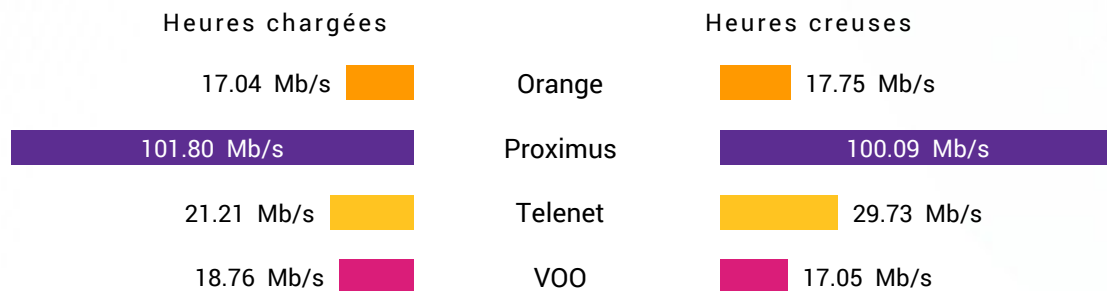 Heures chargées Heures creuses
17.04 Mb/s Orange 17.75 Mb/s
101.80 Mb/s Proximus 100.09 Mb/s
21.21 Mb/s Telenet 29.73 Mb/s
18.76 Mb/s VOO 17.05 Mb/s